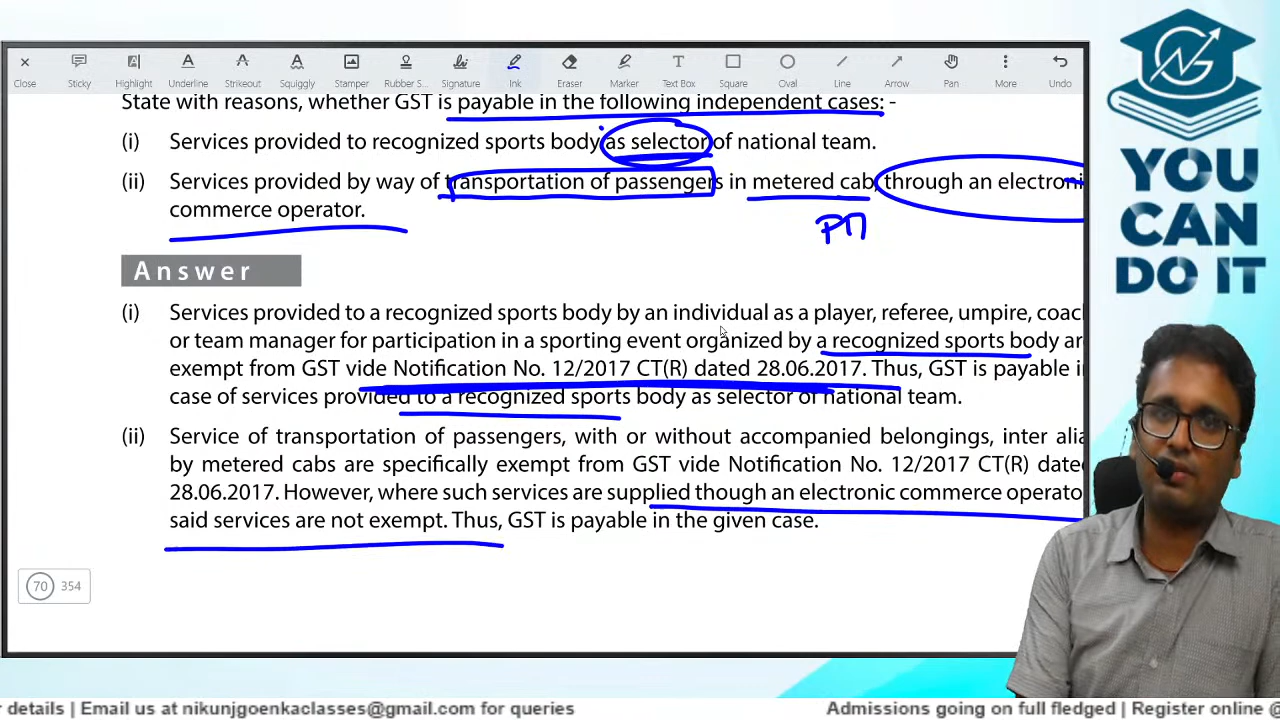 Close Sticky Highlight Underline Strikeout Squiggly Stamper Rubber S... Signature Ink Eraser Marker Text Box Square Oval Line Arrow Pan More Undo
State with reasons, whether GST is payable in the following independent cases: -
(i) Services provided to recognized sports body as selector of national team.
(ii) Services provided by way of transportation of passengers in metered cab, through an electroni
commerce operator.
Answer
(i) Services provided to a recognized sports body by an individual as a player, referee, umpire, coac
or team manager for participation in a sporting event organized by a recognized sports body are
exempt from GST vide Notification No. 12/2017 CT(R) dated 28.06.2017. Thus, GST is payable i
case of services provided to a recognized sports body as selector of national team.
(ii) Service of transportation of passengers, with or without accompanied belongings, inter alia
by metered cabs are specifically exempt from GST vide Notification No. 12/2017 CT(R) date
28.06.2017. However, where such services are supplied though an electronic commerce operato
said services are not exempt. Thus, GST is payable in the given case.
70 354
YOU
CAN
DO IT
r details | Email us at nikunjgoenkaclasses@gmail.com for queries
Admissions going on full fledged | Register online @